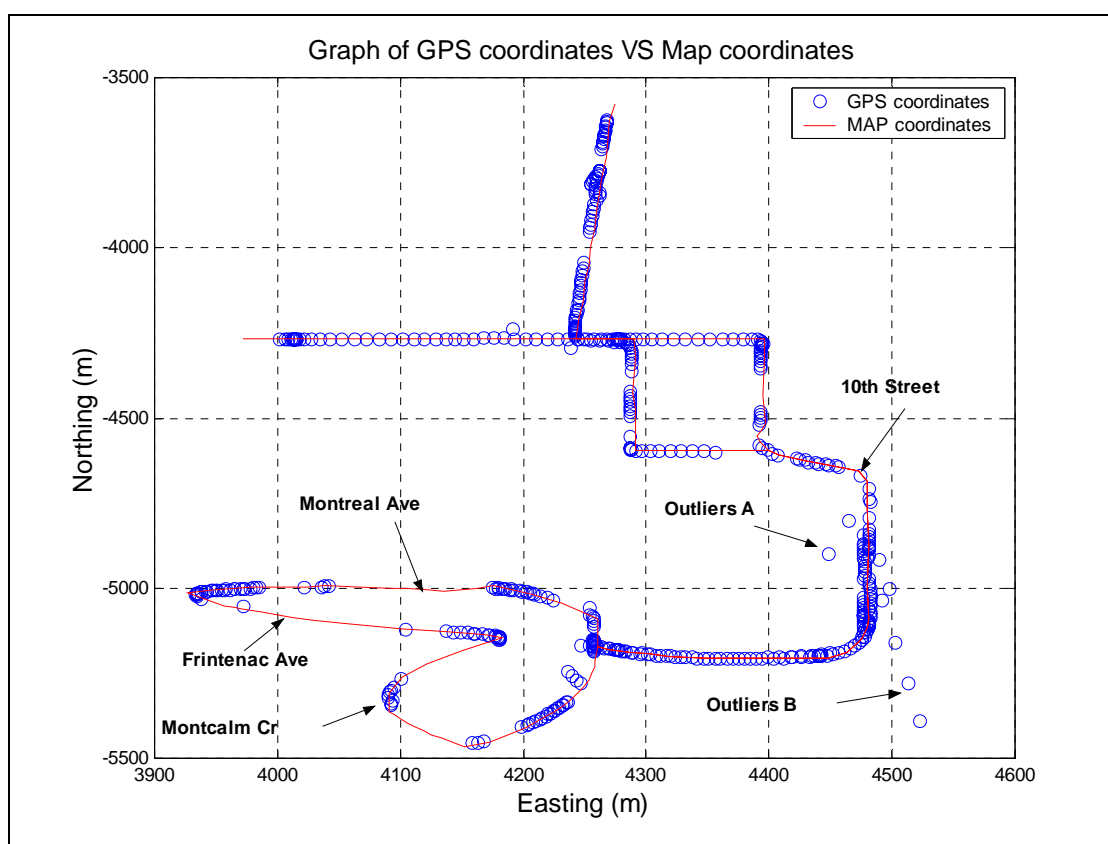 Graph of GPS coordinates VS Map coordinates
-3500
GPS coordinates
MAP coordinates
-4000
10th Street
-4500
Northing (m)
Montreal Ave
Outliers A
-5000
Frintenac Ave
Outliers B
Montcalm Cr
-5500
3900 4000 4100 4200 4300 4400 4500 4600
Easting (m)